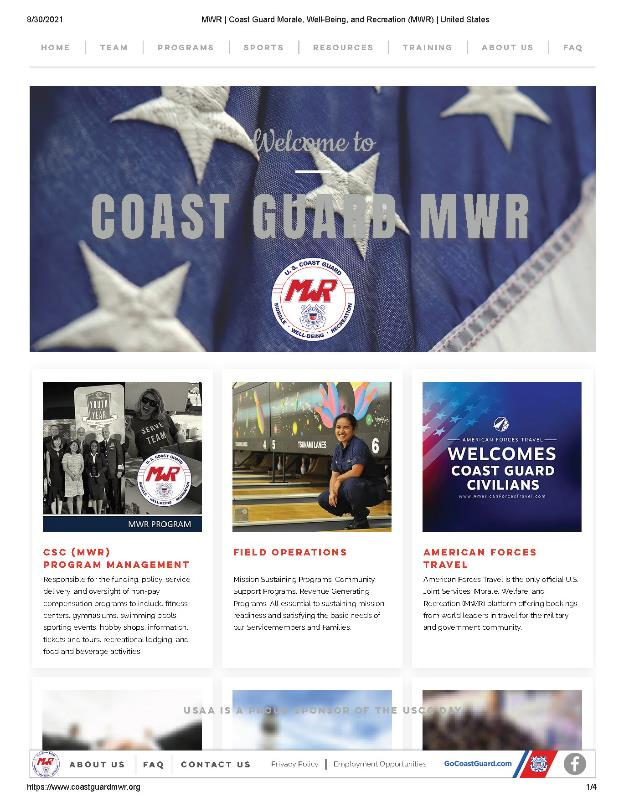 8/30/2021 MWR | Coast Guard Morale, Well-Being, and Recreation (MWR) | United States
HOME TEAM PROGRAMS SPORTS RESOURCES TRAINING ABOUT US FAQ
Welcome to
COAST GUARD MWR
U.S. COAST GUARD
MWR
MORALE · WELL-BEING · RECREATION
YOUTH
YEAR
SERVE
TEAM
U.S. COAST GUARD
MWR
MWR PROGRAM
4 5 TSUNAMI LANES 6
AMERICAN FORCES TRAVEL
WELCOMES
COAST GUARD
CIVILIANS
www.AmericanForcesTravel.com
CSC (MWR)
PROGRAM MANAGEMENT
Responsible for the funding, policy, service
delivery, and oversight of non-pay
compensation programs to include fitness
centers, gymnasiums, swimming pools,
sporting events, hobby shops, information,
tickets and tours, recreational lodging, and
food and beverage activities.
FIELD OPERATIONS
Mission Sustaining Programs, Community
Support Programs, Revenue Generating
Programs. All essential to sustaining mission
readiness and satisfying the basic needs of
our Servicemembers and Families.
AMERICAN FORCES
TRAVEL
American Forces Travel is the only official U.S.
Joint Services, Morale, Welfare, and
Recreation (MWR) platform offering bookings
from world leaders in travel for the military
and government community.
USAA IS A PROUD SPONSOR OF THE USCG DAY
MWR
ABOUT US FAQ CONTACT US Privacy Policy Employment Opportunities GoCoastGuard.com
https://www.coastguardmwr.org 1/4